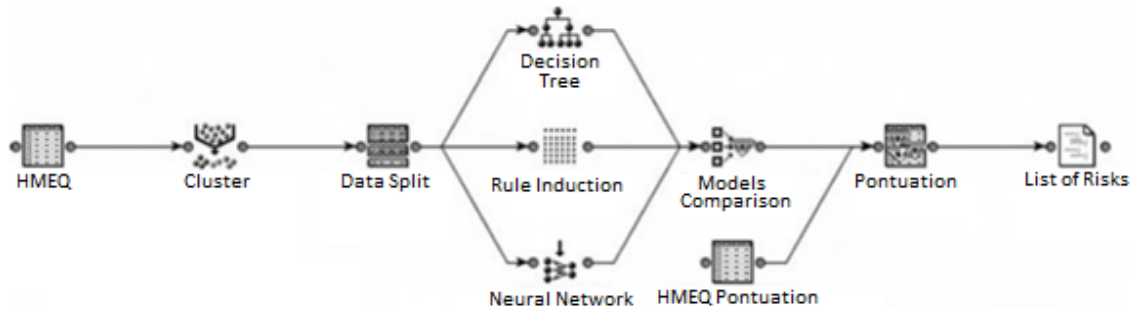 Decision
Tree
HMEQ
Cluster
Data Split
Rule Induction
Models
Comparison
Pontuation
List of Risks
Neural Network
HMEQ Pontuation